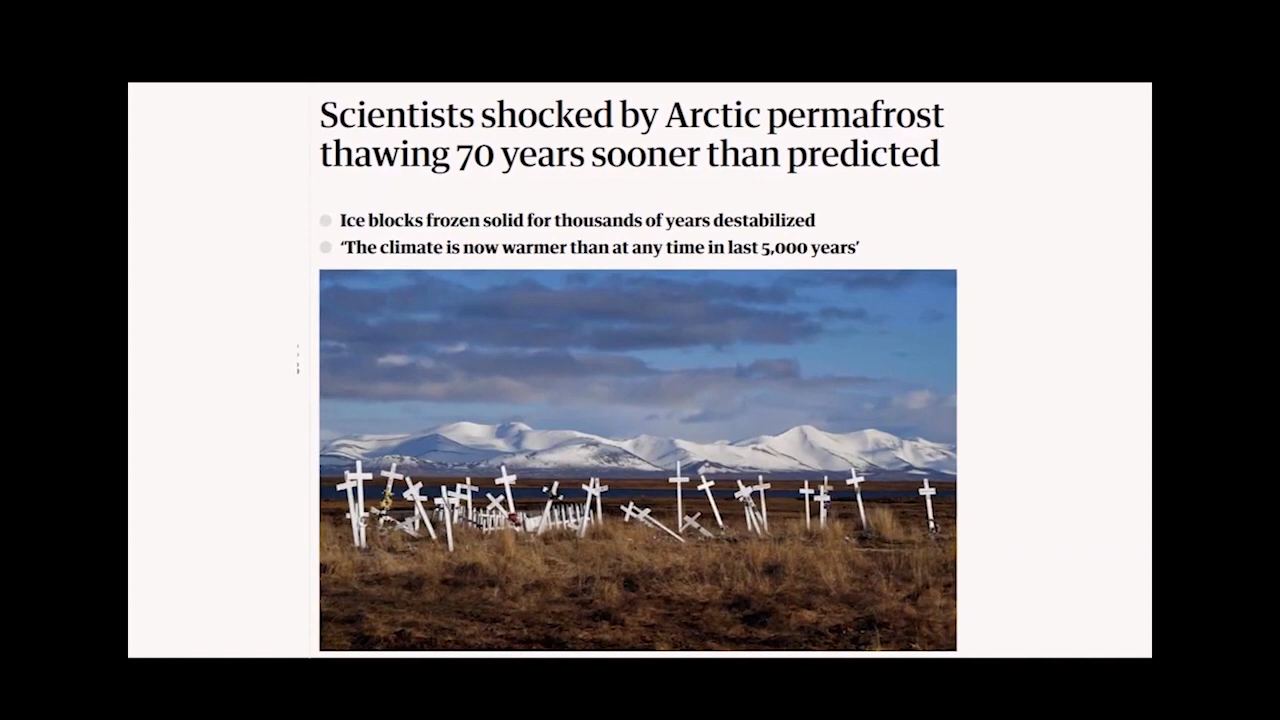 Scientists shocked by Arctic permafrost
thawing 70 years sooner than predicted
Ice blocks frozen solid for thousands of years destabilized
‘The climate is now warmer than at any time in last 5,000 years’